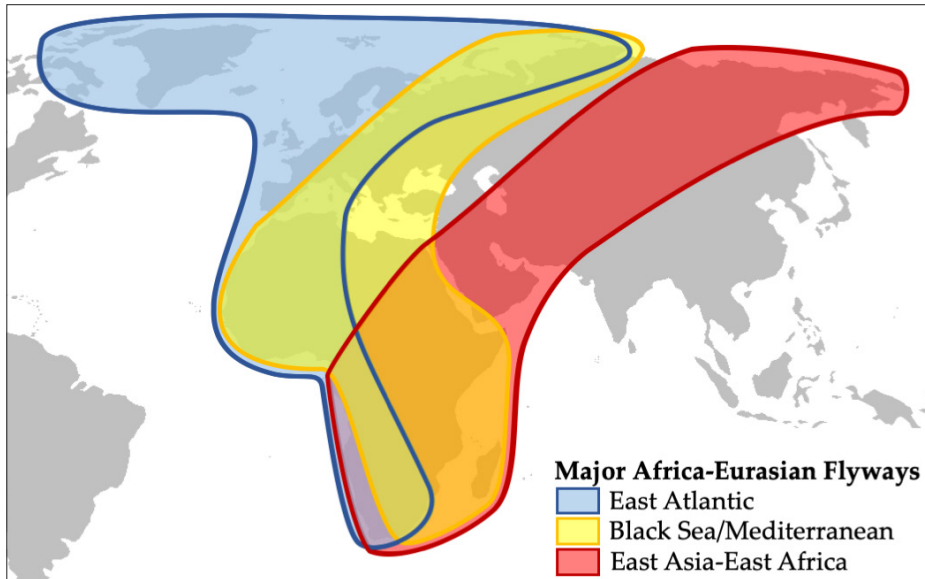 Major Africa-Eurasian Flyways
East Atlantic
Black Sea/Mediterranean
East Asia-East Africa